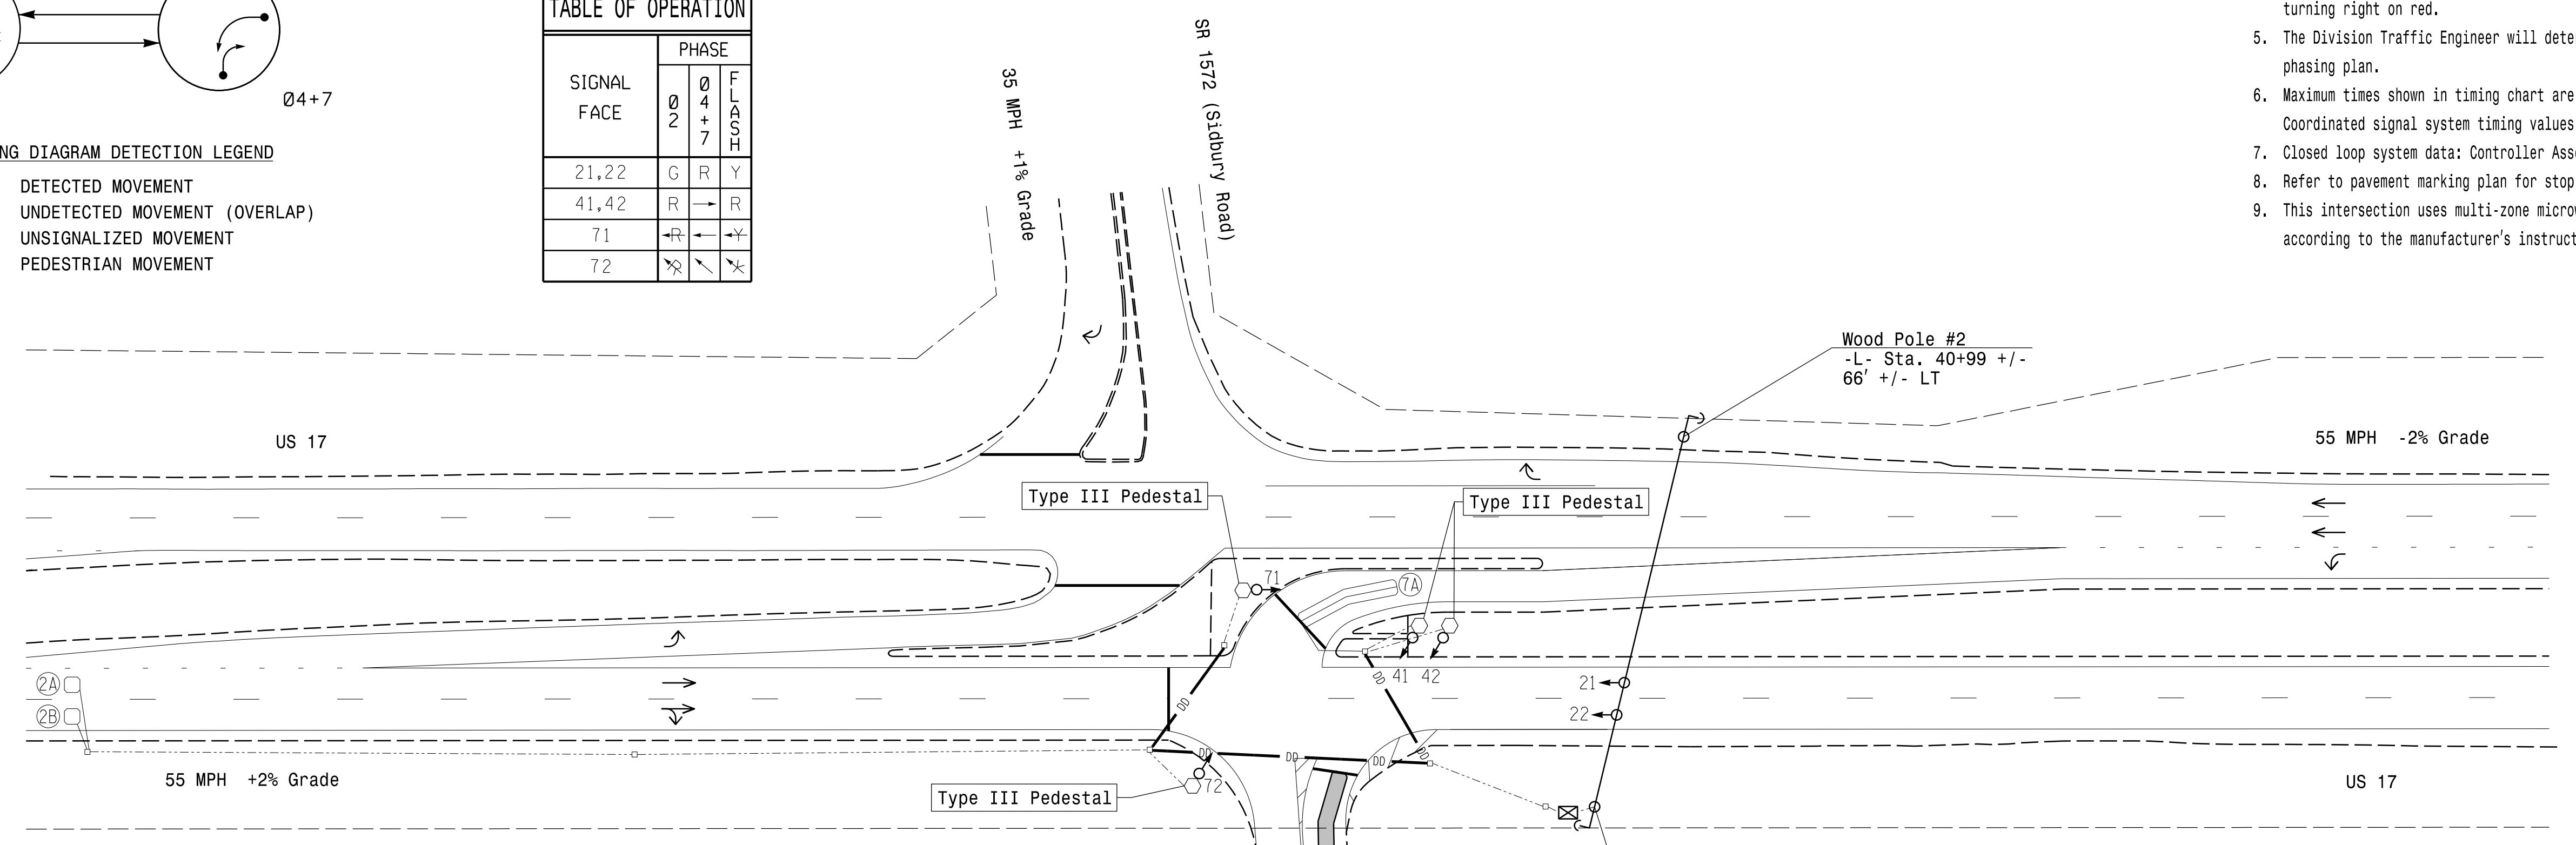 Ø4+7
NG DIAGRAM DETECTION LEGEND
DETECTED MOVEMENT
UNDETECTED MOVEMENT (OVERLAP)
UNSIGNALIZED MOVEMENT
PEDESTRIAN MOVEMENT
TABLE OF OPERATION
SIGNAL FACE
PHASE
Ø2
Ø4+7
FLASH
21,22 G R Y
41,42 R R
71 R Y
72 R Y
35 MPH +1% Grade
SR 1572 (Sidbury Road)
turning right on red.
5. The Division Traffic Engineer will dete
phasing plan.
6. Maximum times shown in timing chart are
Coordinated signal system timing values
7. Closed loop system data: Controller Ass
8. Refer to pavement marking plan for stop
9. This intersection uses multi-zone micro
according to the manufacturer's instruct
Wood Pole #2
-L- Sta. 40+99 +/-
66' +/- LT
US 17
55 MPH -2% Grade
Type III Pedestal
Type III Pedestal
71
7A
41 42
DD
DD
21
22
2A
2B
DD
DD
DD
DD
72
55 MPH +2% Grade
Type III Pedestal
US 17